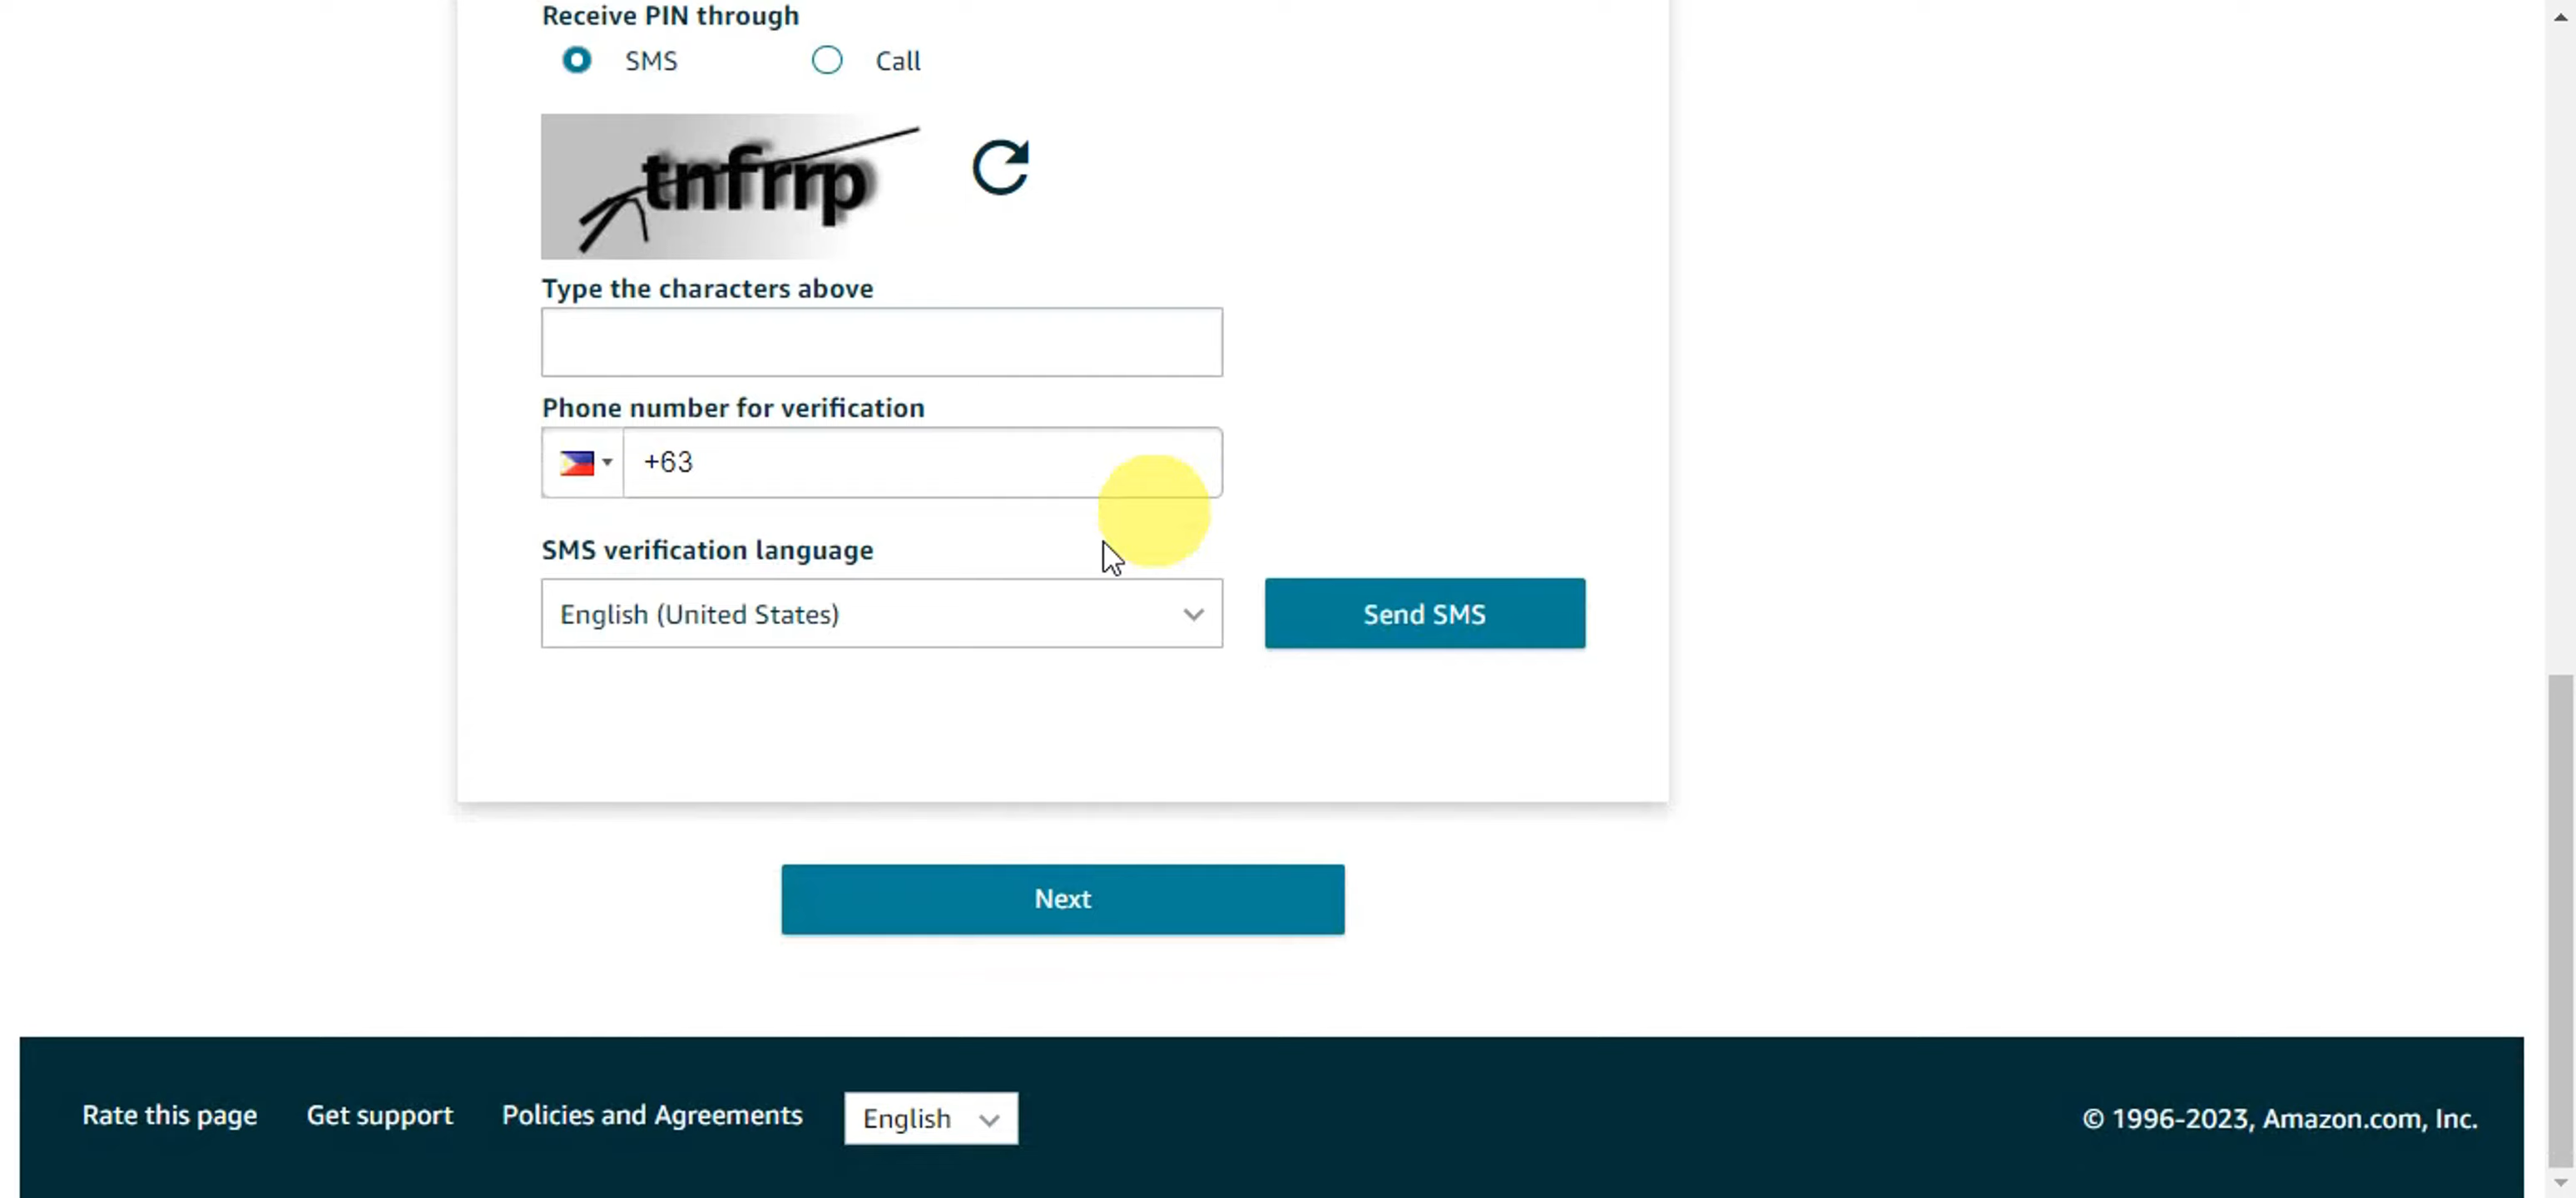 Receive PIN through
SMS Call
tnfrrp
Type the characters above
Phone number for verification
+63
SMS verification language
English (United States)
Send SMS
Next
Rate this page Get support Policies and Agreements English © 1996-2023, Amazon.com, Inc.